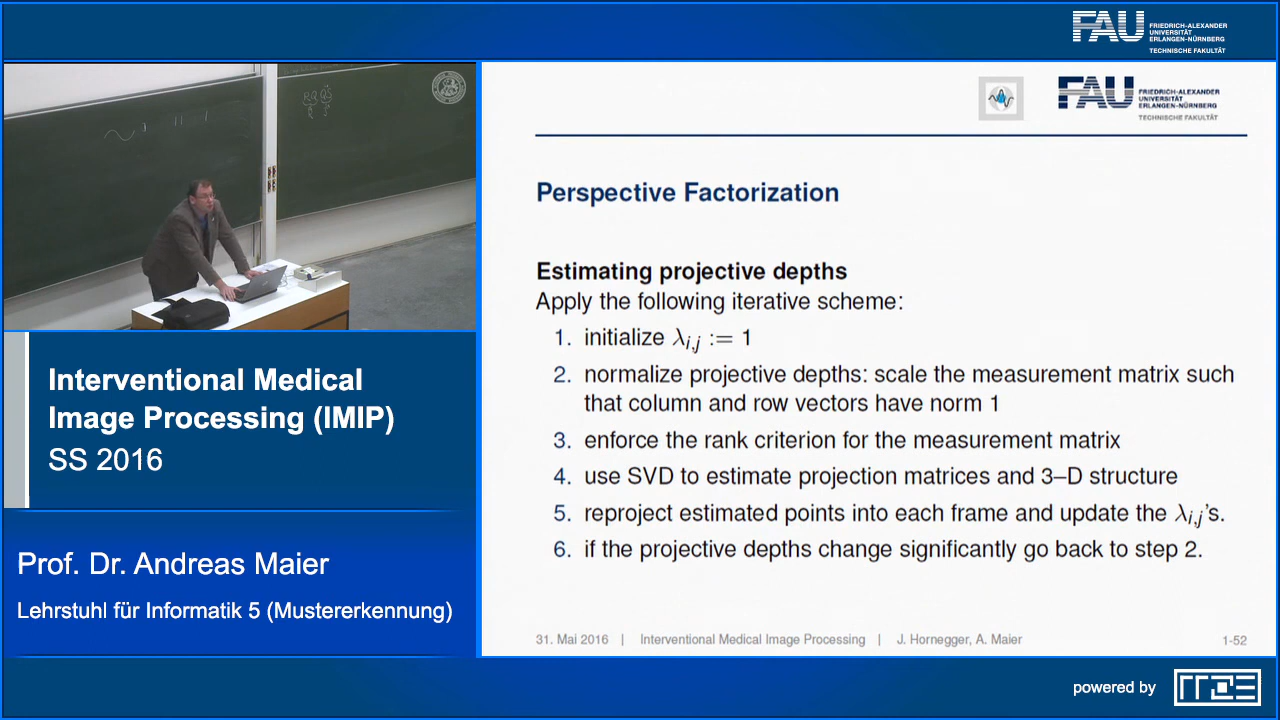 FAU FRIEDRICH-ALEXANDER
UNIVERSITÄT
ERLANGEN-NÜRNBERG
TECHNISCHE FAKULTÄT
FAU FRIEDRICH-ALEXANDER
UNIVERSITÄT
ERLANGEN-NÜRNBERG
TECHNISCHE FAKULTÄT
Perspective Factorization
Estimating projective depths
Apply the following iterative scheme:
1. initialize λi,j := 1
2. normalize projective depths: scale the measurement matrix such
that column and row vectors have norm 1
3. enforce the rank criterion for the measurement matrix
4. use SVD to estimate projection matrices and 3–D structure
5. reproject estimated points into each frame and update the λi,j's.
6. if the projective depths change significantly go back to step 2.
31. Mai 2016 | Interventional Medical Image Processing | J. Hornegger, A. Maier 1-52
Interventional Medical
Image Processing (IMIP)
SS 2016
Prof. Dr. Andreas Maier
Lehrstuhl für Informatik 5 (Mustererkennung)
powered by